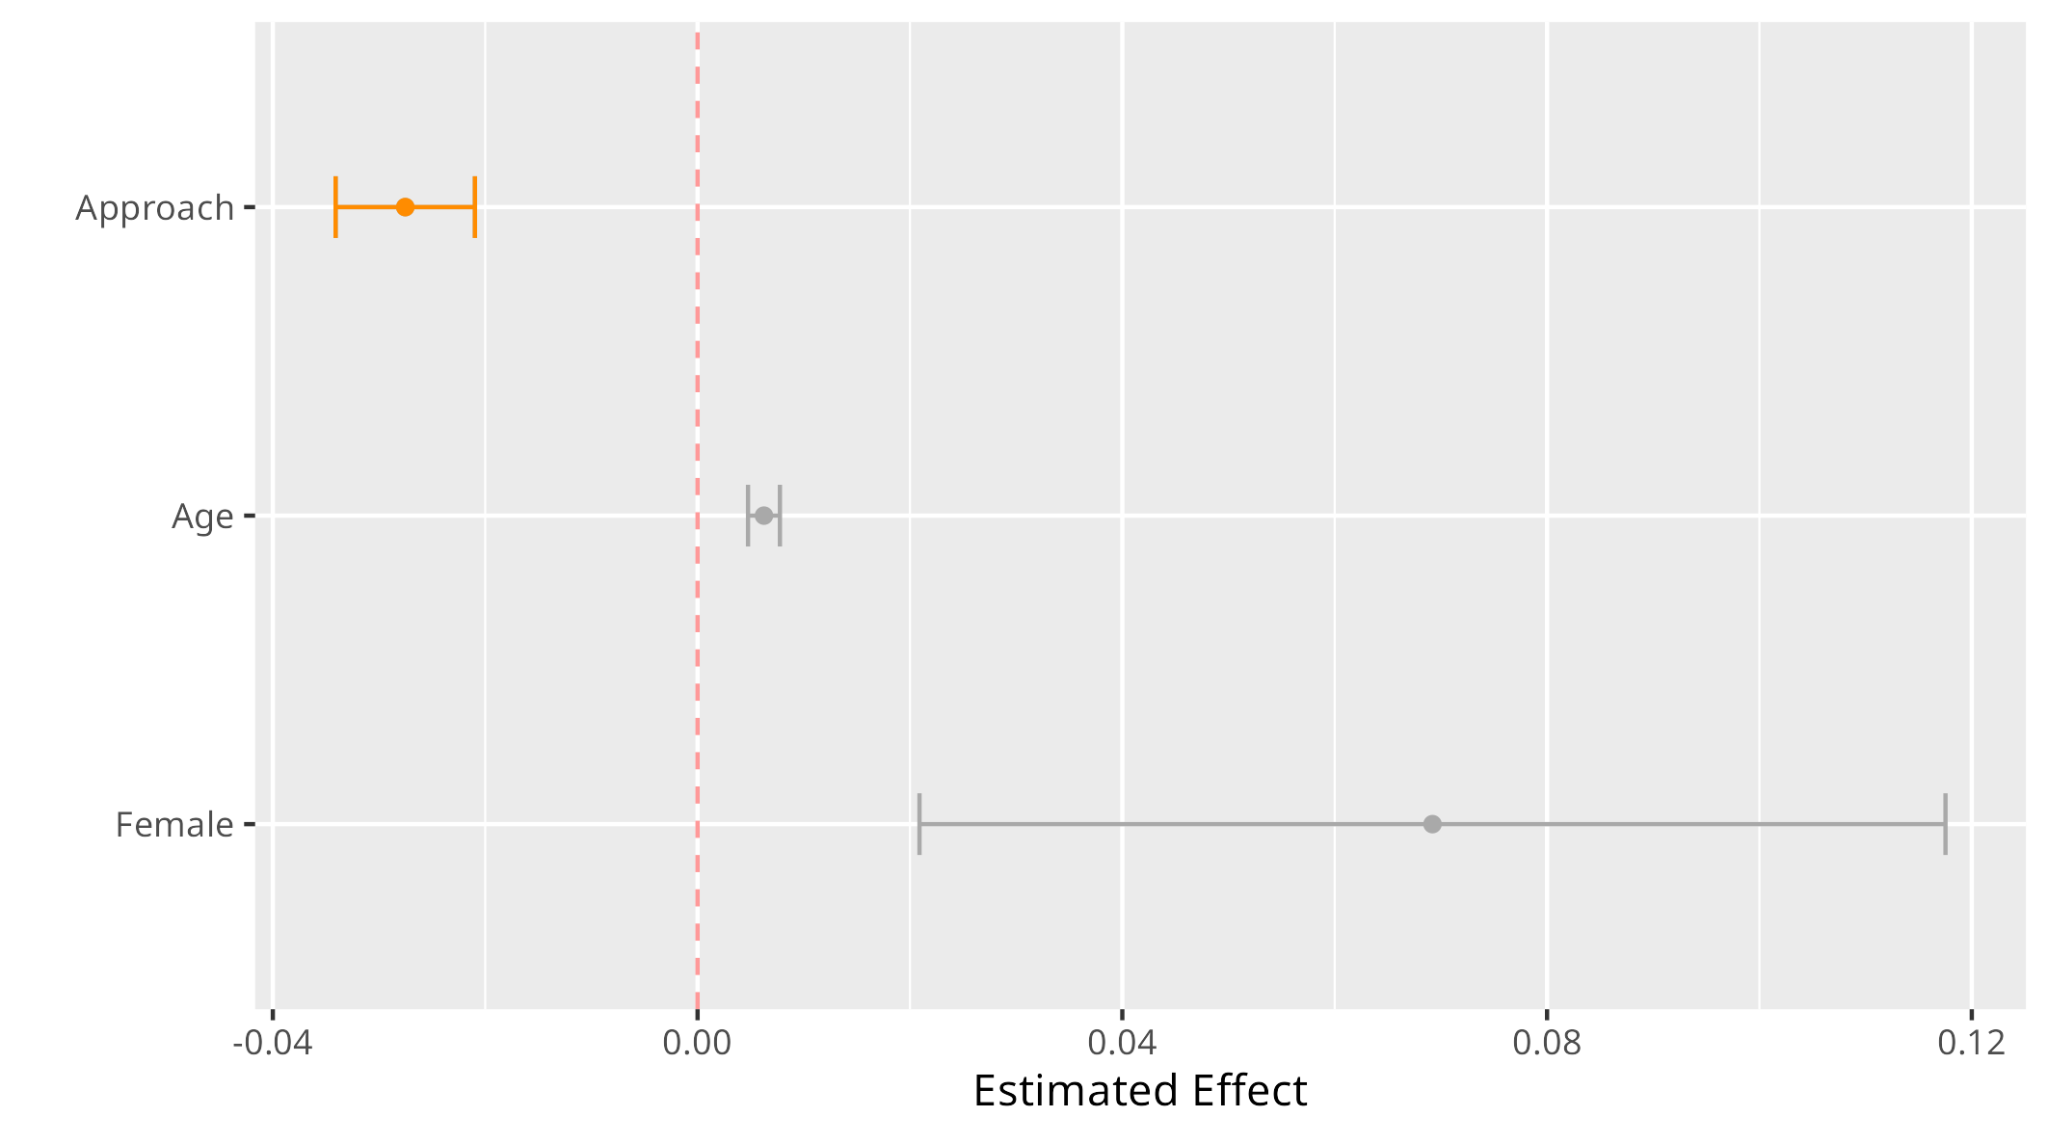 Approach
Age
Female
-0.04 0.00 0.04 0.08 0.12
Estimated Effect